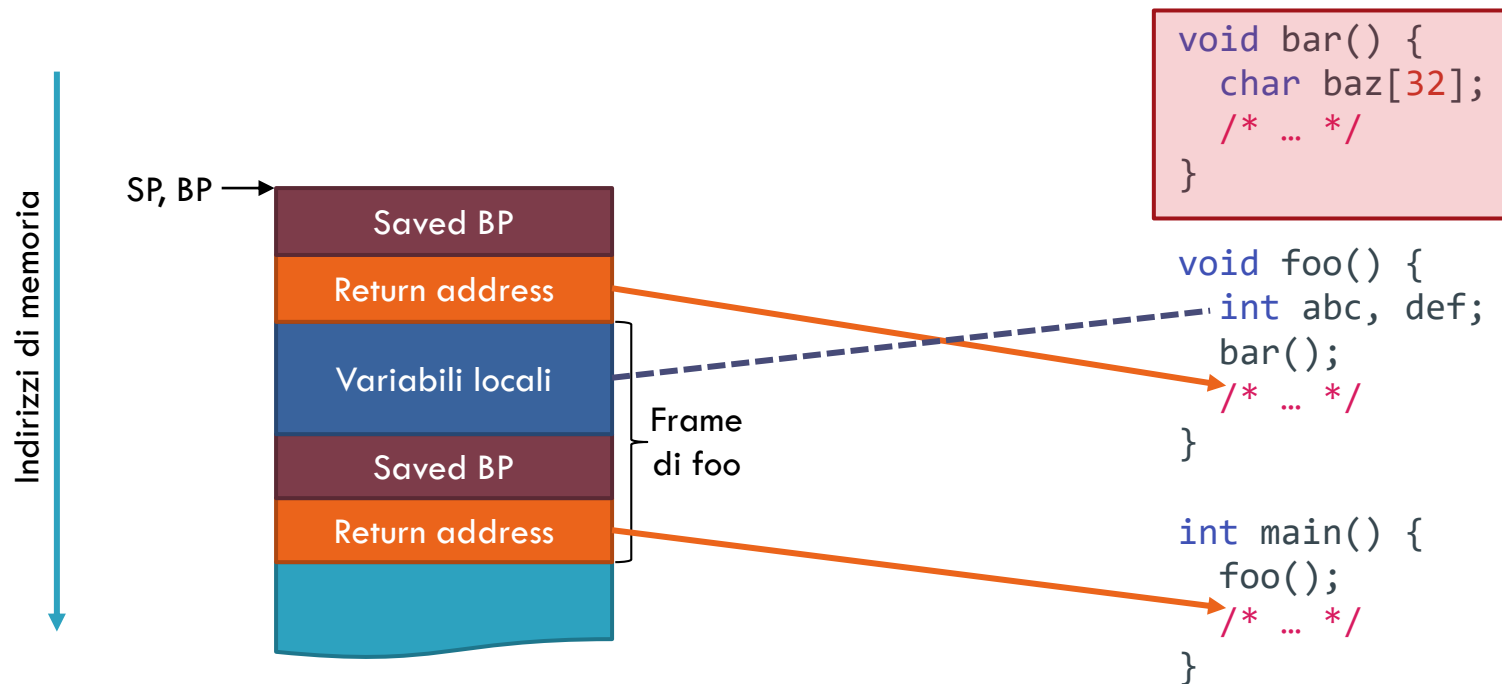 Indirizzi di memoria
SP, BP
Saved BP
Return address
Variabili locali
Saved BP
Return address
Frame
di foo
void bar() {
  char baz[32];
  /* … */
}
void foo() {
  int abc, def;
  bar();
  /* … */
}
int main() {
  foo();
  /* … */
}